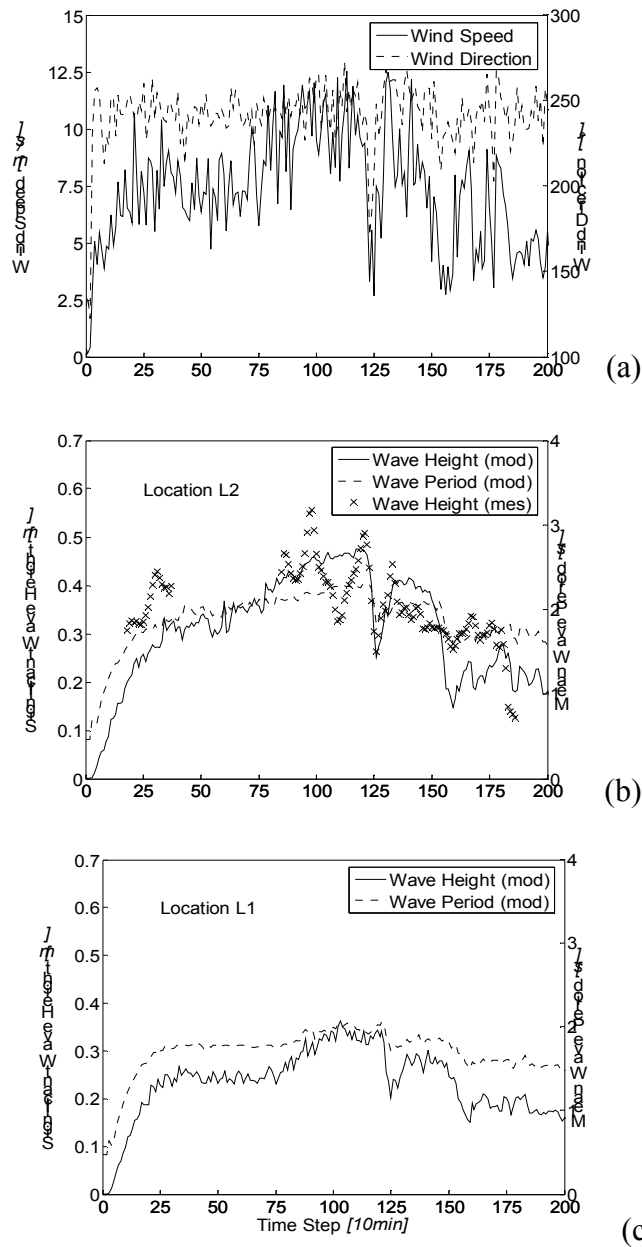 15
12.5
10
7.5
5
2.5
0
Wind Speed
Wind Direction
300
250
200
150
100
0 25 50 75 100 125 150 175 200
(a)
0.7
0.6
0.5
0.4
0.3
0.2
0.1
0
Location L2
Wave Height (mod)
Wave Period (mod)
Wave Height (mes)
4
3
2
1
0
0 25 50 75 100 125 150 175 200
(b)
0.7
0.6
0.5
0.4
0.3
0.2
0.1
0
Location L1
Wave Height (mod)
Wave Period (mod)
4
3
2
1
0
0 25 50 75 100 125 150 175 200
Time Step [10min]
(c